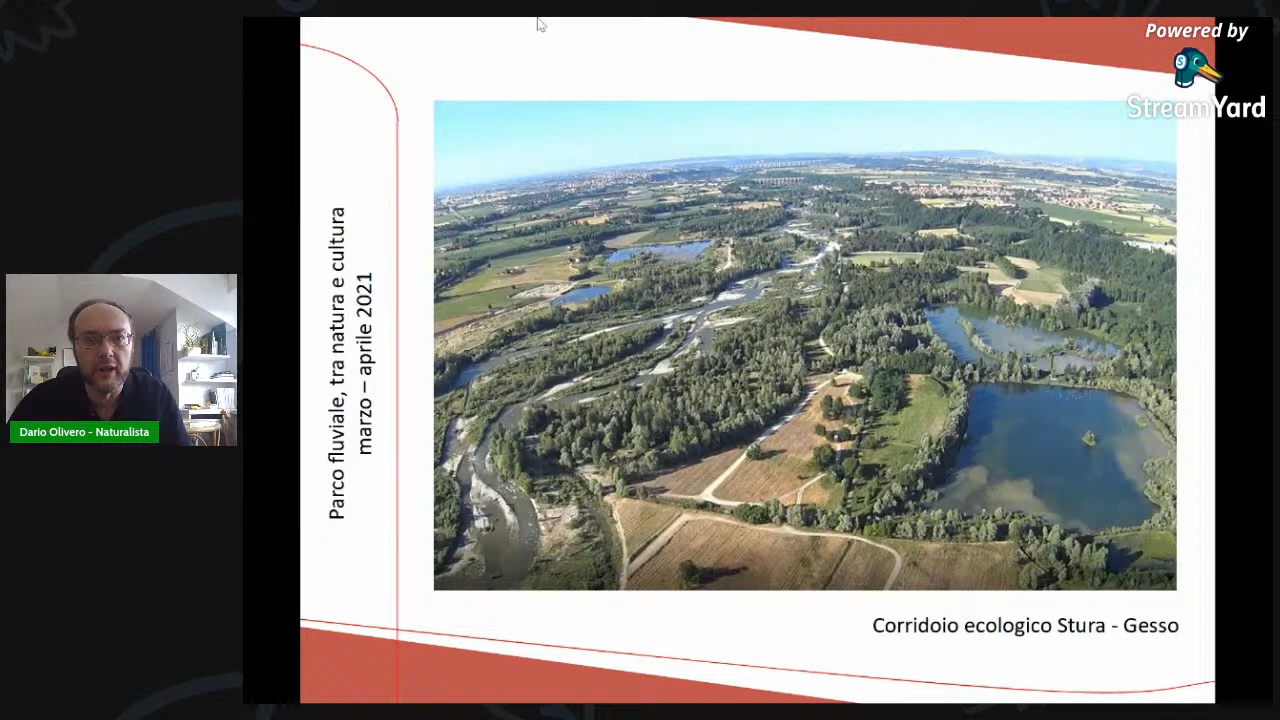 Powered by
StreamYard
Parco fluviale, tra natura e cultura
marzo – aprile 2021
Dario Olivero - Naturalista
Corridoio ecologico Stura - Gesso